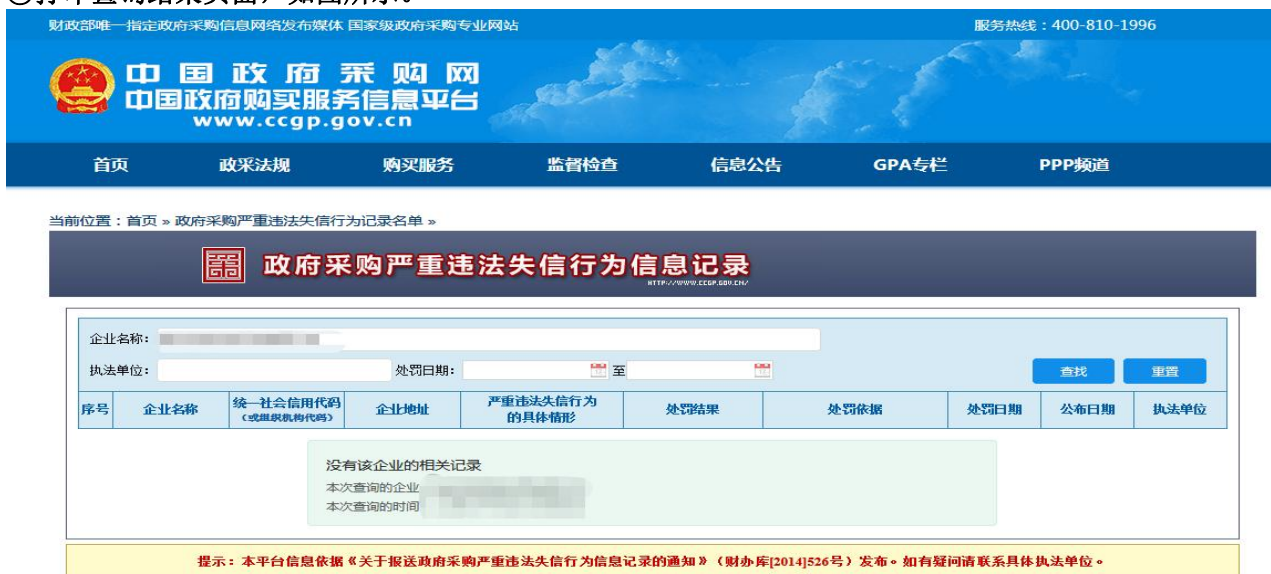 财政部唯一指定政府采购信息网络发布媒体 国家级政府采购专业网站 服务热线：400-810-1996
中国政府采购网
中国政府购买服务信息平台
www.ccgp.gov.cn
首页 政采法规 购买服务 监督检查 信息公告 GPA专栏 PPP频道
当前位置：首页 » 政府采购严重违法失信行为记录名单 »
政府采购严重违法失信行为信息记录
HTTP://WWW.CCGP.GOV.CN/
企业名称：
执法单位： 处罚日期： 至 查找 重置
序号 企业名称 统一社会信用代码（或组织机构代码） 企业地址 严重违法失信行为的具体情形 处罚结果 处罚依据 处罚日期 公布日期 执法单位
没有该企业的相关记录
本次查询的企业
本次查询的时间
提示：本平台信息依据《关于报送政府采购严重违法失信行为信息记录的通知》（财办库[2014]526号）发布。如有疑问请联系具体执法单位。